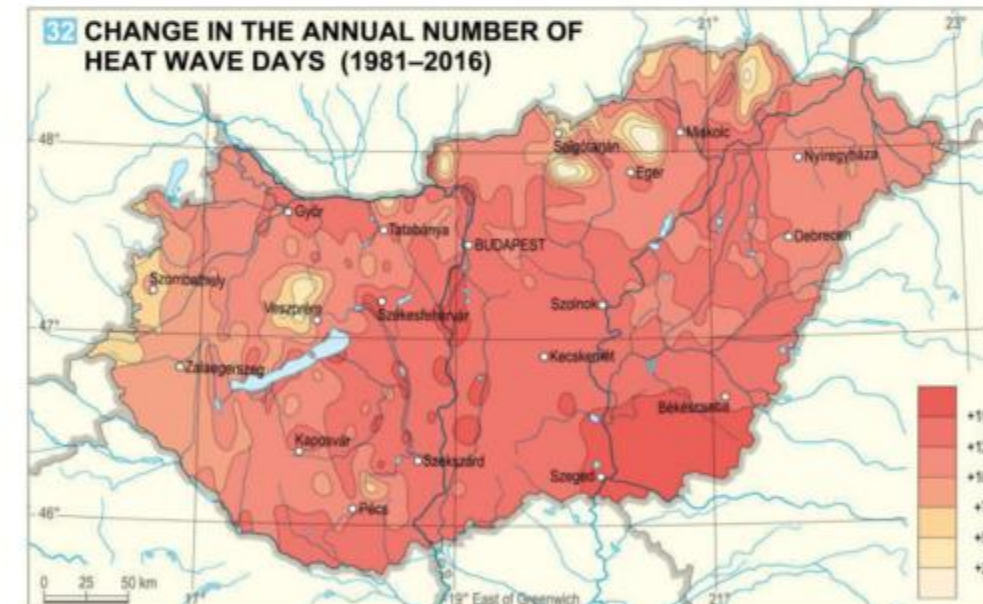 32 CHANGE IN THE ANNUAL NUMBER OF
HEAT WAVE DAYS (1981–2016)
21°
23°
48°
Salgótarján
Miskolc
Nyíregyháza
Eger
Győr
Tatabánya
BUDAPEST
Debrecen
Szombathely
Veszprém
Székesfehérvár
Szolnok
47°
Zalaegerszeg
Kecskemét
Békéscsaba
Kaposvár
Szekszárd
Szeged
46°
Pécs
0 25 50 km
17°
19° East of Greenwich
21°